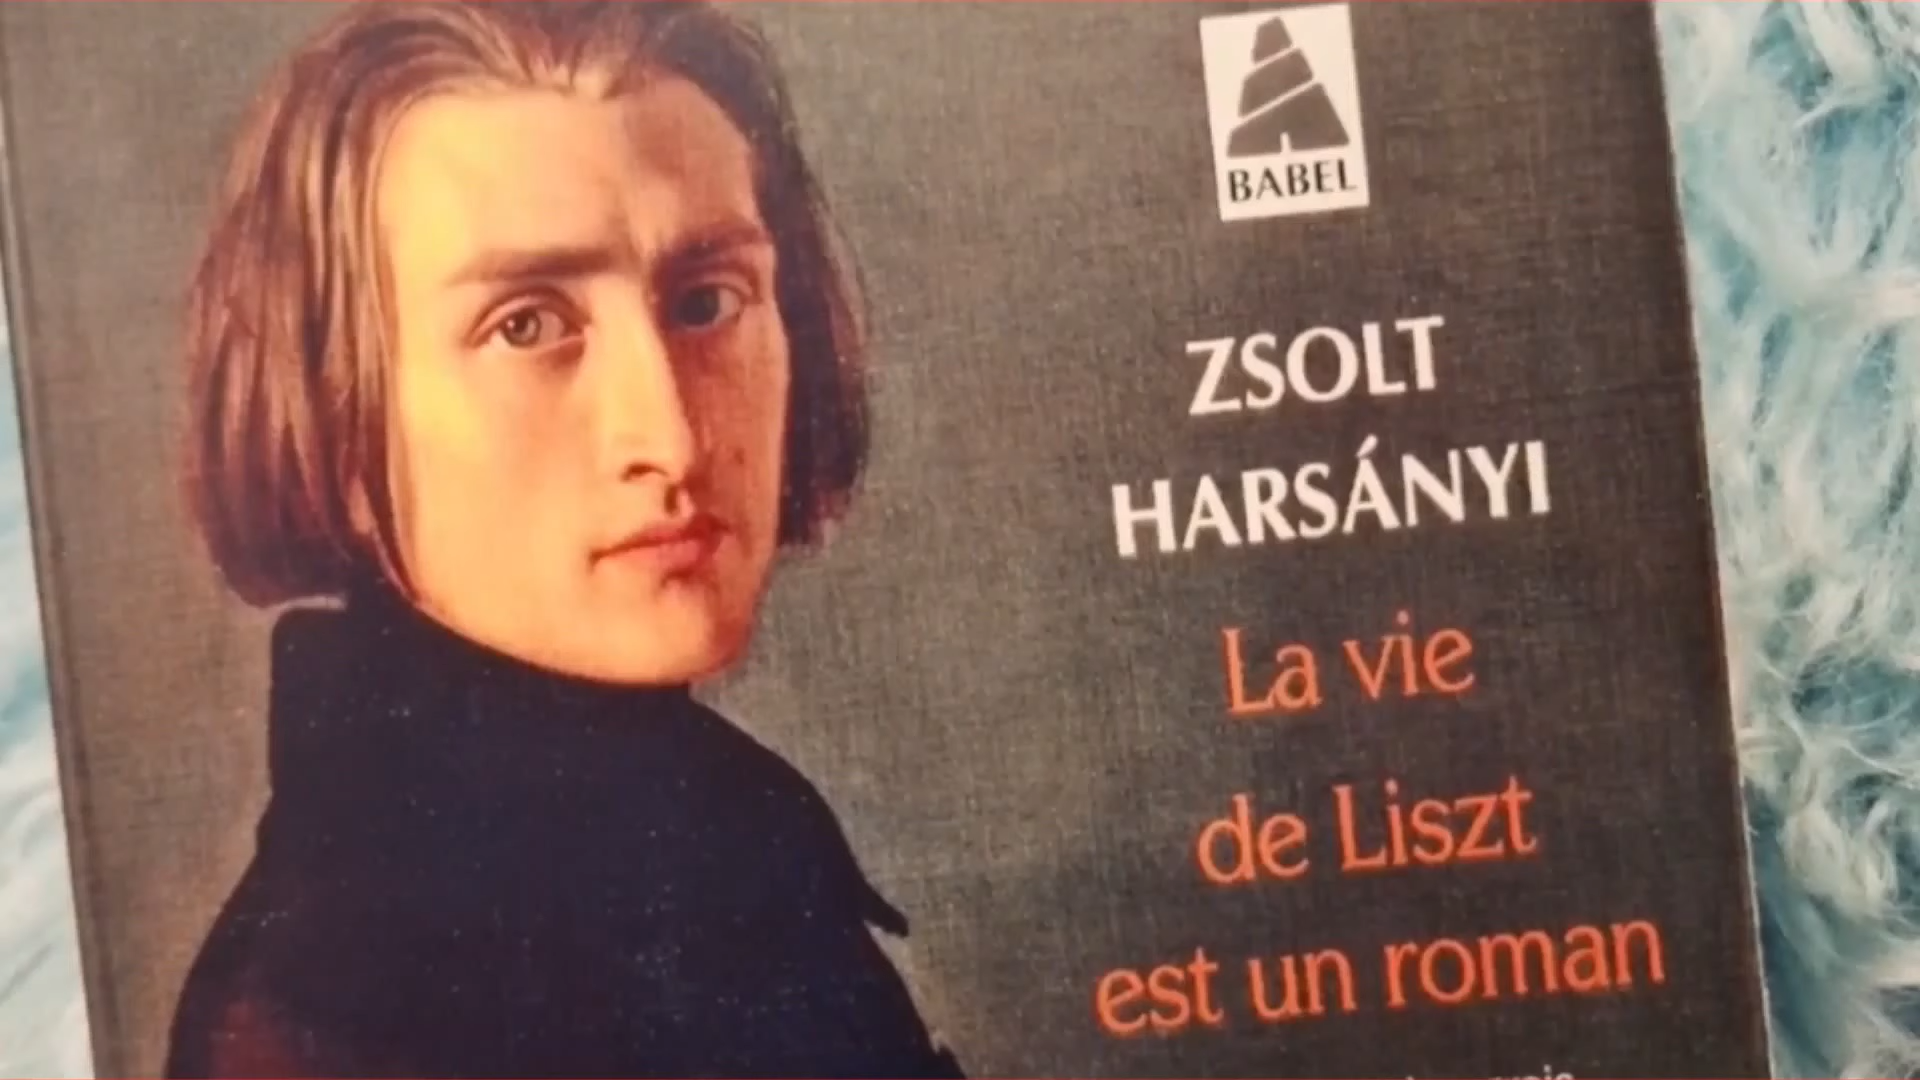 BABEL
ZSOLT
HARSÁNYI
La vie
de Liszt
est un roman